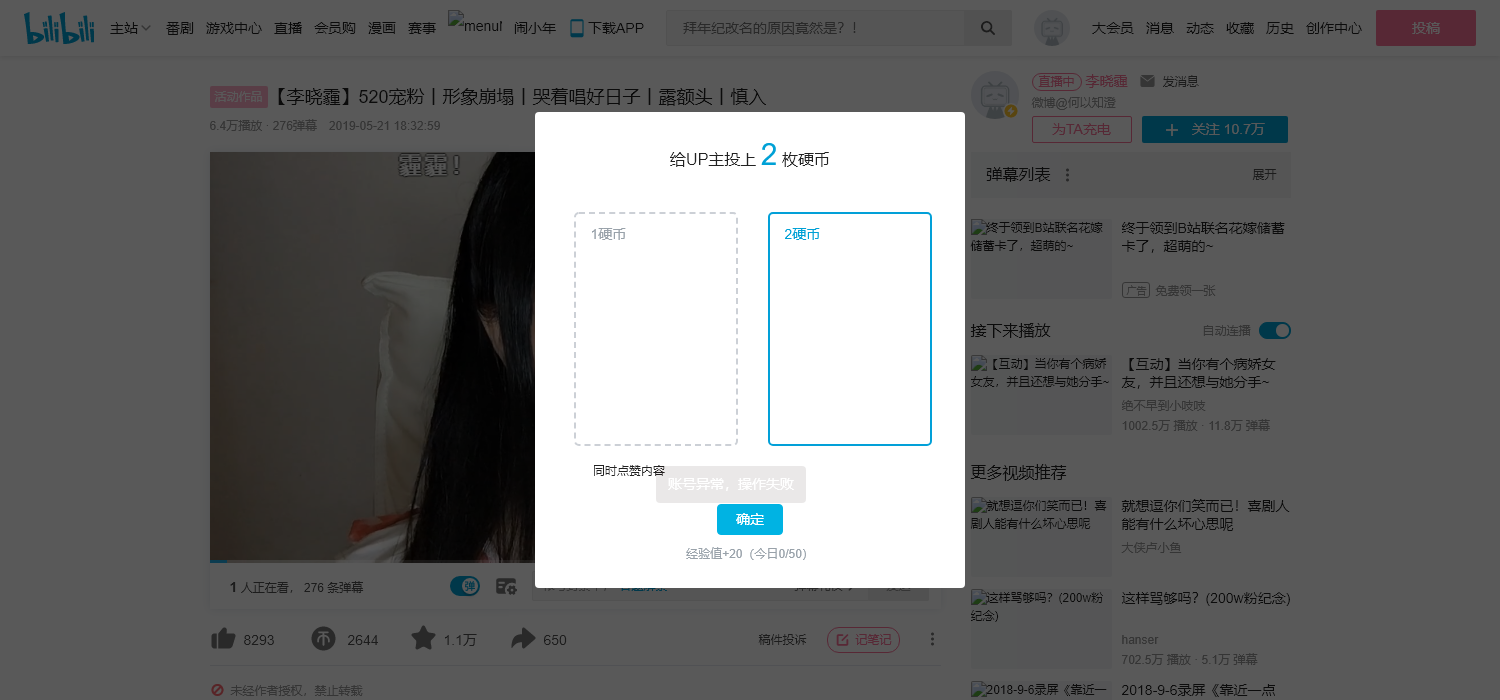 bilibili 主站 番剧 游戏中心 直播 会员购 漫画 赛事 menuI 闹小年 下载APP 拜年纪改名的原因竟然是？！ 大会员 消息 动态 收藏 历史 创作中心 投稿
活动作品 【李晓霾】520宠粉丨形象崩塌丨哭着唱好日子丨露额头丨慎入
6.4万播放 · 276弹幕 2019-05-21 18:32:59
直播中 李晓霾 发消息
微博@何以知澄
为TA充电 + 关注 10.7万
霾霾！
给UP主投上 2 枚硬币
1硬币
2硬币
同时点赞内容
账号异常，操作失败
确定
经验值+20（今日0/50）
1 人正在看， 276 条弹幕
弹
8293 2644 1.1万 650 稿件投诉 记笔记
未经作者授权，禁止转载
弹幕列表 展开
终于领到B站联名花嫁
储蓄卡了，超萌的~
终于领到B站联名花嫁储蓄
卡了，超萌的~
广告 免费领一张
接下来播放 自动连播
【互动】当你有个病娇
女友，并且还想与她分手~
【互动】当你有个病娇女
友，并且还想与她分手~
绝不早到小吱吱
1002.5万 播放 · 11.8万 弹幕
更多视频推荐
就想逗你们笑而已！喜
剧人能有什么坏心思呢
就想逗你们笑而已！喜剧人
能有什么坏心思呢
大侠卢小鱼
这样骂够吗？(200w粉
纪念)
这样骂够吗？(200w粉纪念)
hanser
702.5万 播放 · 5.1万 弹幕
2018-9-6录屏《靠近一
2018-9-6录屏《靠近一点